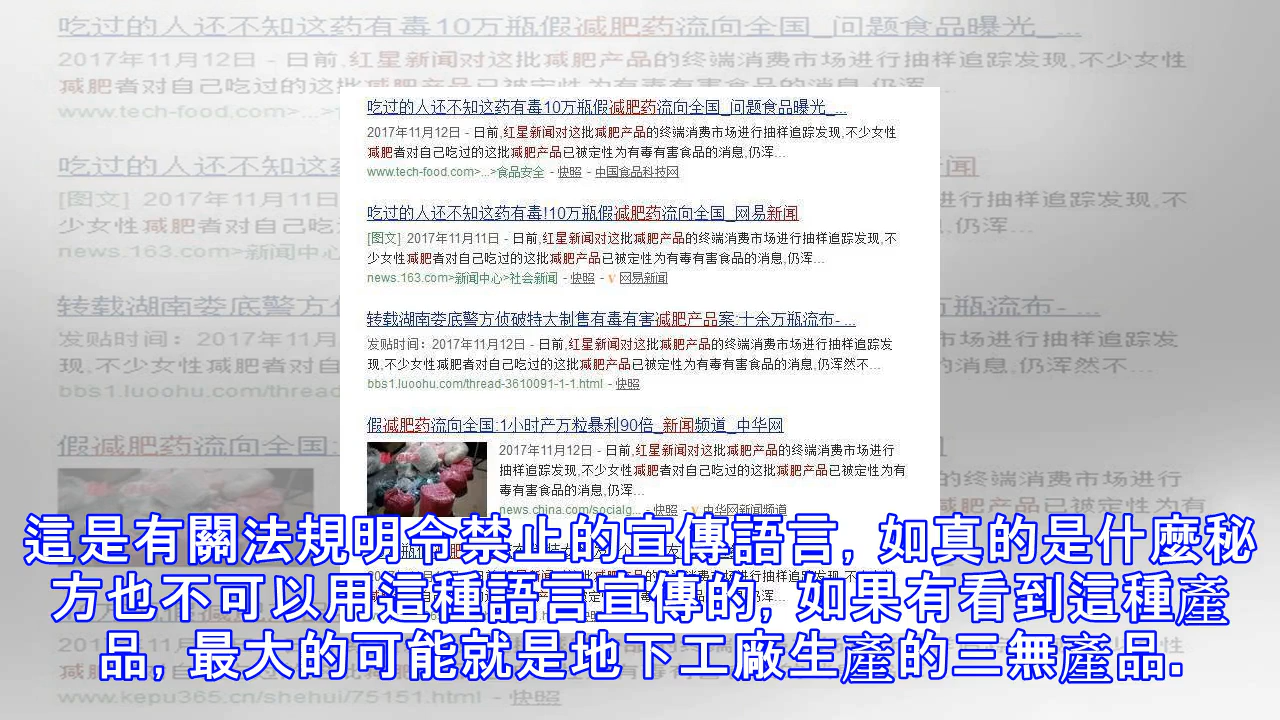 吃过的人还不知这药有毒10万瓶假减肥药流向全国_问题食品曝光_...
2017年11月12日 - 日前,红星新闻对这批减肥产品的终端消费市场进行抽样追踪发现,不少女性
减肥者对自己吃过的这批减肥产品已被定性为有毒有害食品的消息,仍浑...
www.tech-food.com>...>食品安全 - 快照 - 中国食品科技网
吃过的人还不知这药有毒!10万瓶假减肥药流向全国_网易新闻
[图文] 2017年11月11日 - 日前,红星新闻对这批减肥产品的终端消费市场进行抽样追踪发现,不
少女性减肥者对自己吃过的这批减肥产品已被定性为有毒有害食品的消息,仍浑...
news.163.com>新闻中心>社会新闻 - 快照 - V 网易新闻
转载湖南娄底警方侦破特大制售有毒有害减肥产品案:十余万瓶流布-...
发贴时间：2017年11月12日 - 日前,红星新闻对这批减肥产品的终端消费市场进行抽样追踪发
现,不少女性减肥者对自己吃过的这批减肥产品已被定性为有毒有害食品的消息,仍浑然不...
bbs1.luoohu.com/thread-3610091-1-1.html - 快照
假减肥药流向全国:1小时产万粒暴利90倍_新闻频道_中华网
2017年11月12日 - 日前,红星新闻对这批减肥产品的终端消费市场进行
抽样追踪发现,不少女性减肥者对自己吃过的这批减肥产品已被定性为有
毒有害食品的消息,仍浑...
news.china.com/socialg... - 快照 - V 中华网新闻频道
這是有關法規明令禁止的宣傳語言, 如真的是什麼秘
方也不可以用這種語言宣傳的, 如果有看到這種產
品, 最大的可能就是地下工廠生產的三無產品.
www.kepu365.cn/shehui/75151.html - 快照